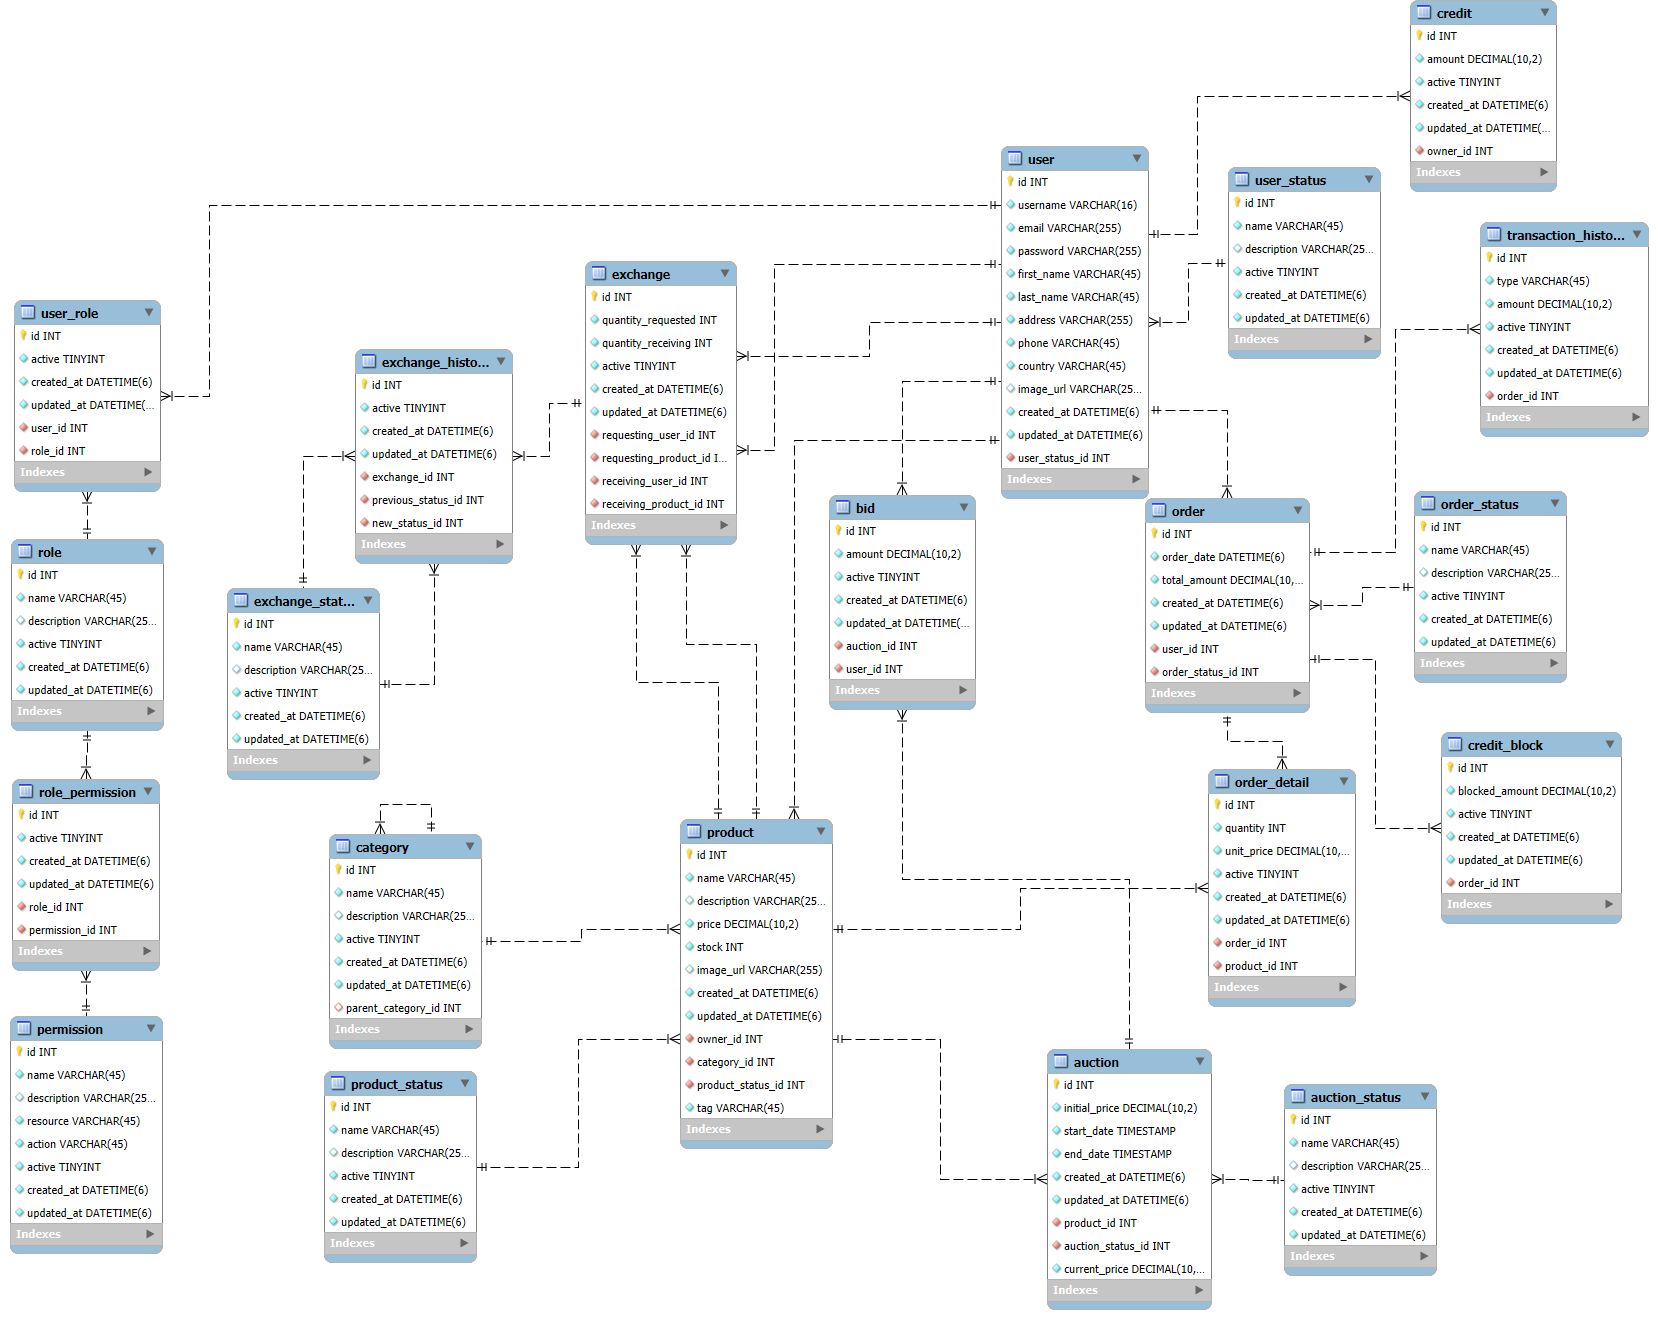 credit
id INT
amount DECIMAL(10,2)
active TINYINT
created_at DATETIME(6)
updated_at DATETIME(...
owner_id INT
Indexes
user
id INT
username VARCHAR(16)
email VARCHAR(255)
password VARCHAR(255)
first_name VARCHAR(45)
last_name VARCHAR(45)
address VARCHAR(255)
phone VARCHAR(45)
country VARCHAR(45)
image_url VARCHAR(25...
created_at DATETIME(6)
updated_at DATETIME(6)
user_status_id INT
Indexes
user_status
id INT
name VARCHAR(45)
description VARCHAR(25...
active TINYINT
created_at DATETIME(6)
updated_at DATETIME(6)
Indexes
transaction_histo...
id INT
type VARCHAR(45)
amount DECIMAL(10,2)
active TINYINT
created_at DATETIME(6)
updated_at DATETIME(6)
order_id INT
Indexes
exchange
id INT
quantity_requested INT
quantity_receiving INT
active TINYINT
created_at DATETIME(6)
updated_at DATETIME(6)
requesting_user_id INT
requesting_product_id I...
receiving_user_id INT
receiving_product_id INT
Indexes
user_role
id INT
active TINYINT
created_at DATETIME(6)
updated_at DATETIME(...
user_id INT
role_id INT
Indexes
exchange_histo...
id INT
active TINYINT
created_at DATETIME(6)
updated_at DATETIME(6)
exchange_id INT
previous_status_id INT
new_status_id INT
Indexes
bid
id INT
amount DECIMAL(10,2)
active TINYINT
created_at DATETIME(6)
updated_at DATETIME(...
auction_id INT
user_id INT
Indexes
order
id INT
order_date DATETIME(6)
total_amount DECIMAL(10,...
created_at DATETIME(6)
updated_at DATETIME(6)
user_id INT
order_status_id INT
Indexes
order_status
id INT
name VARCHAR(45)
description VARCHAR(25...
active TINYINT
created_at DATETIME(6)
updated_at DATETIME(6)
Indexes
role
id INT
name VARCHAR(45)
description VARCHAR(25...
active TINYINT
created_at DATETIME(6)
updated_at DATETIME(6)
Indexes
exchange_stat...
id INT
name VARCHAR(45)
description VARCHAR(25...
active TINYINT
created_at DATETIME(6)
updated_at DATETIME(6)
Indexes
credit_block
id INT
blocked_amount DECIMAL(10,2)
active TINYINT
created_at DATETIME(6)
updated_at DATETIME(6)
order_id INT
Indexes
order_detail
id INT
quantity INT
unit_price DECIMAL(10,...
active TINYINT
created_at DATETIME(6)
updated_at DATETIME(6)
order_id INT
product_id INT
Indexes
role_permission
id INT
active TINYINT
created_at DATETIME(6)
updated_at DATETIME(6)
role_id INT
permission_id INT
Indexes
category
id INT
name VARCHAR(45)
description VARCHAR(25...
active TINYINT
created_at DATETIME(6)
updated_at DATETIME(6)
parent_category_id INT
Indexes
product
id INT
name VARCHAR(45)
description VARCHAR(25...
price DECIMAL(10,2)
stock INT
image_url VARCHAR(255)
created_at DATETIME(6)
updated_at DATETIME(6)
owner_id INT
category_id INT
product_status_id INT
tag VARCHAR(45)
Indexes
permission
id INT
name VARCHAR(45)
description VARCHAR(25...
resource VARCHAR(45)
action VARCHAR(45)
active TINYINT
created_at DATETIME(6)
updated_at DATETIME(6)
Indexes
product_status
id INT
name VARCHAR(45)
description VARCHAR(25...
active TINYINT
created_at DATETIME(6)
updated_at DATETIME(6)
Indexes
auction
id INT
initial_price DECIMAL(10,2)
start_date TIMESTAMP
end_date TIMESTAMP
created_at DATETIME(6)
updated_at DATETIME(6)
product_id INT
auction_status_id INT
current_price DECIMAL(10,...
Indexes
auction_status
id INT
name VARCHAR(45)
description VARCHAR(25...
active TINYINT
created_at DATETIME(6)
updated_at DATETIME(6)
Indexes